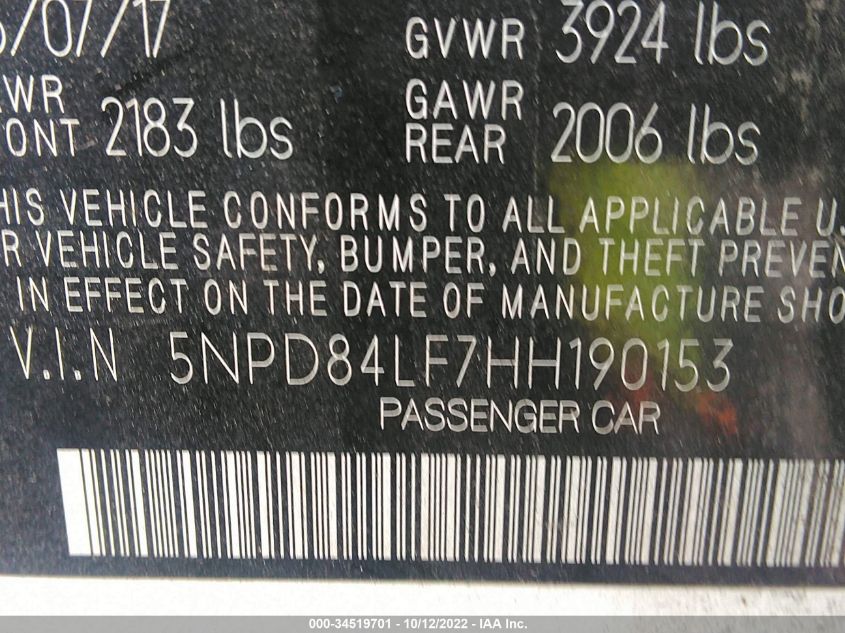 /07/17 GVWR 3924 lbs
WR GAWR
ONT 2183 lbs REAR 2006 lbs
HIS VEHICLE CONFORMS TO ALL APPLICABLE U.
R VEHICLE SAFETY, BUMPER, AND THEFT PREVEN
IN EFFECT ON THE DATE OF MANUFACTURE SHO
V.I.N 5NPD84LF7HH190153
PASSENGER CAR
000-34519701 - 10/12/2022 - IAA Inc.